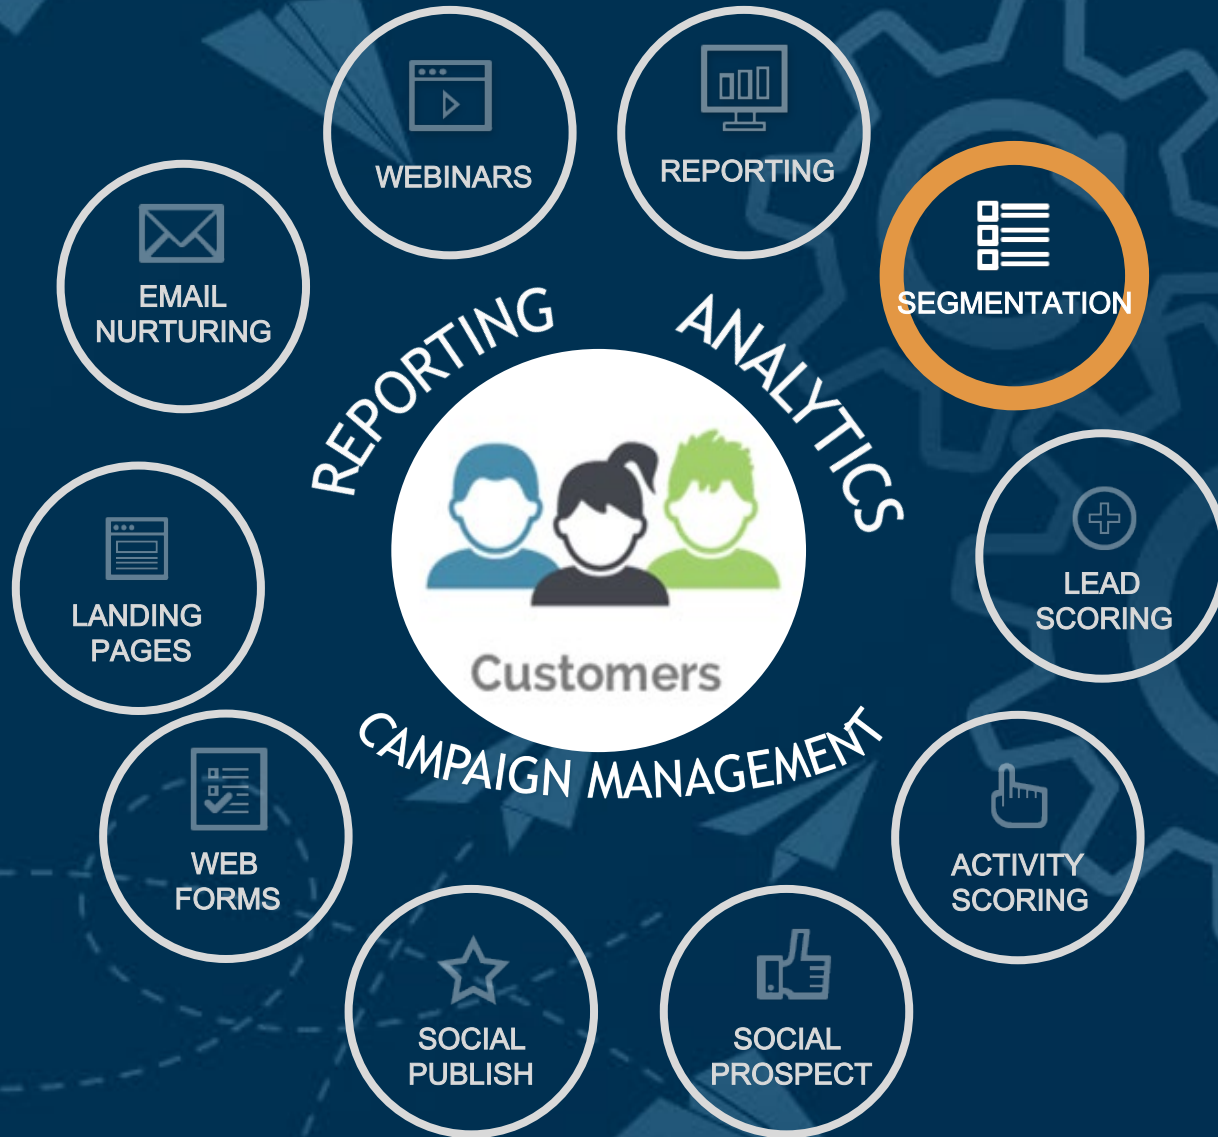 WEBINARS
REPORTING
SEGMENTATION
EMAIL
NURTURING
REPORTING
ANALYTICS
LANDING
PAGES
Customers
LEAD
SCORING
CAMPAIGN MANAGEMENT
WEB
FORMS
ACTIVITY
SCORING
SOCIAL
PUBLISH
SOCIAL
PROSPECT